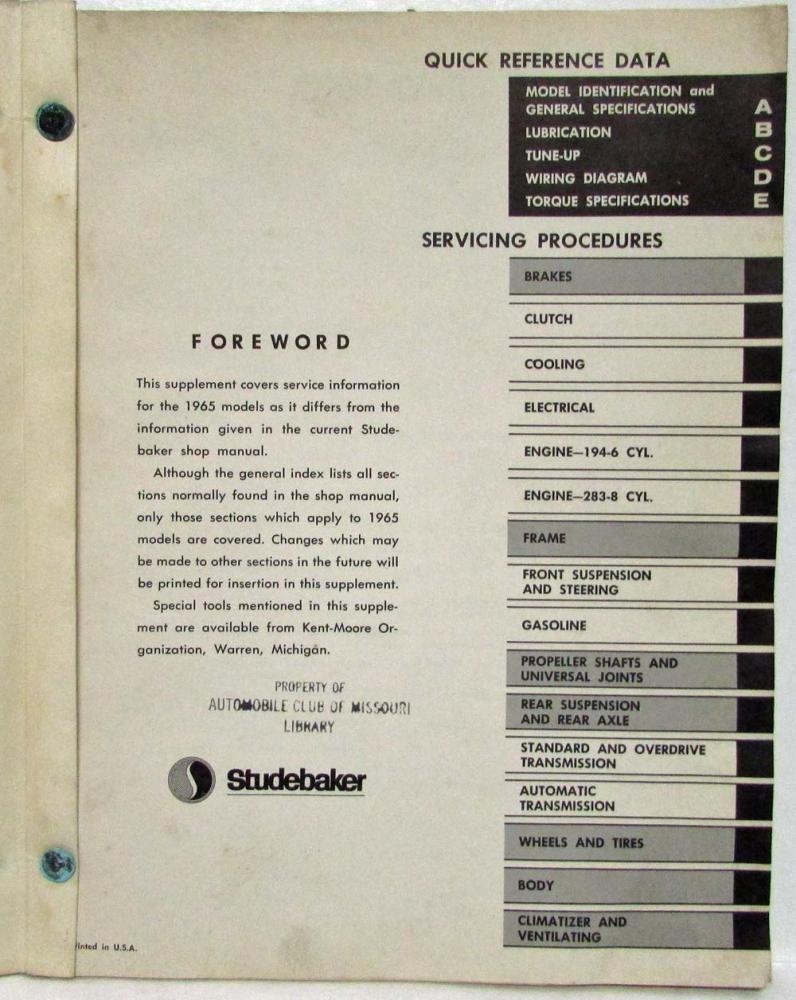 QUICK REFERENCE DATA
MODEL IDENTIFICATION and
GENERAL SPECIFICATIONS A
LUBRICATION B
TUNE-UP C
WIRING DIAGRAM D
TORQUE SPECIFICATIONS E
SERVICING PROCEDURES
BRAKES
CLUTCH
COOLING
ELECTRICAL
ENGINE—194-6 CYL.
ENGINE—283-8 CYL.
FRAME
FRONT SUSPENSION
AND STEERING
GASOLINE
PROPELLER SHAFTS AND
UNIVERSAL JOINTS
REAR SUSPENSION
AND REAR AXLE
STANDARD AND OVERDRIVE
TRANSMISSION
AUTOMATIC
TRANSMISSION
WHEELS AND TIRES
BODY
CLIMATIZER AND
VENTILATING
FOREWORD
This supplement covers service information
for the 1965 models as it differs from the
information given in the current Stude-
baker shop manual.
Although the general index lists all sec-
tions normally found in the shop manual,
only those sections which apply to 1965
models are covered. Changes which may
be made to other sections in the future will
be printed for insertion in this supplement.
Special tools mentioned in this supple-
ment are available from Kent-Moore Or-
ganization, Warren, Michigan.
PROPERTY OF
AUTOMOBILE CLUB OF MISSOURI
LIBRARY
Studebaker
inted in U.S.A.